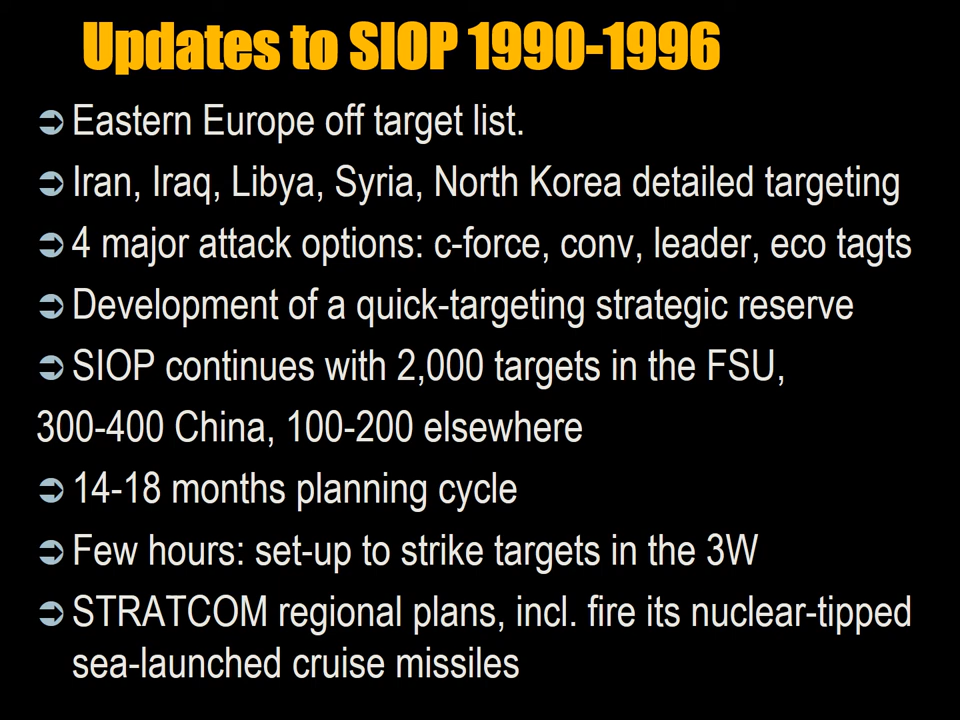 Updates to SIOP 1990-1996
➲ Eastern Europe off target list.
➲ Iran, Iraq, Libya, Syria, North Korea detailed targeting
➲ 4 major attack options: c-force, conv, leader, eco tagts
➲ Development of a quick-targeting strategic reserve
➲ SIOP continues with 2,000 targets in the FSU,
300-400 China, 100-200 elsewhere
➲ 14-18 months planning cycle
➲ Few hours: set-up to strike targets in the 3W
➲ STRATCOM regional plans, incl. fire its nuclear-tipped
sea-launched cruise missiles